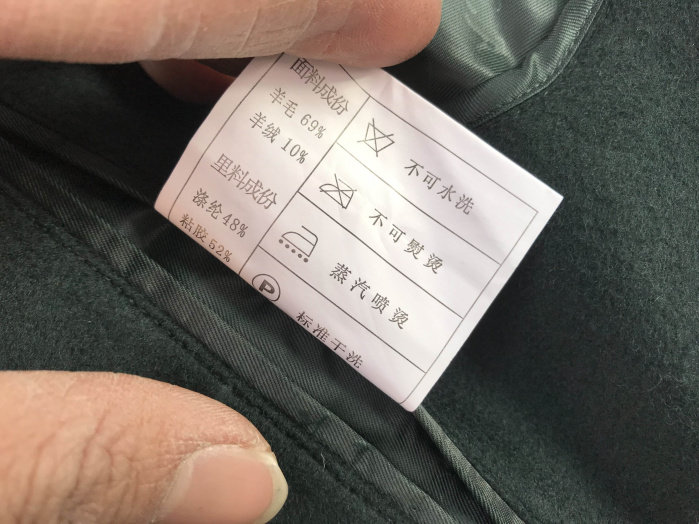 面料成份
羊毛 69%
羊绒 10%
里料成份
涤纶 48%
粘胶 52%
不可水洗
不可熨烫
蒸汽喷烫
P
标准干洗